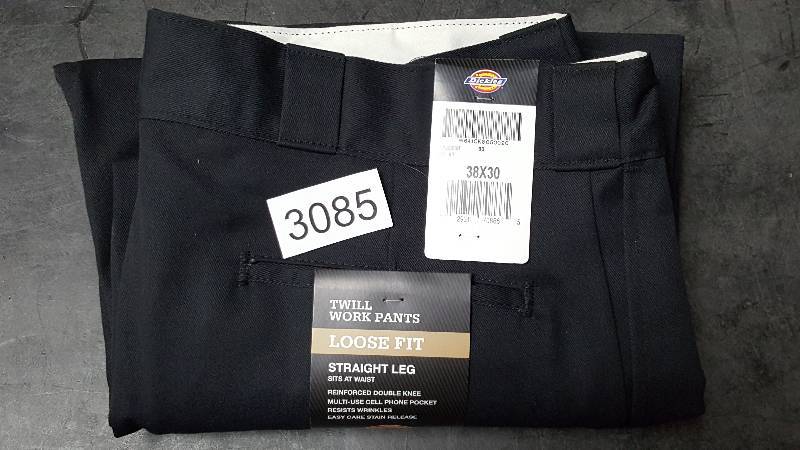 Dickies
38X30
3085
TWILL
WORK PANTS
LOOSE FIT
STRAIGHT LEG
SITS AT WAIST
REINFORCED DOUBLE KNEE
MULTI-USE CELL PHONE POCKET
RESISTS WRINKLES
EASY CARE STAIN RELEASE